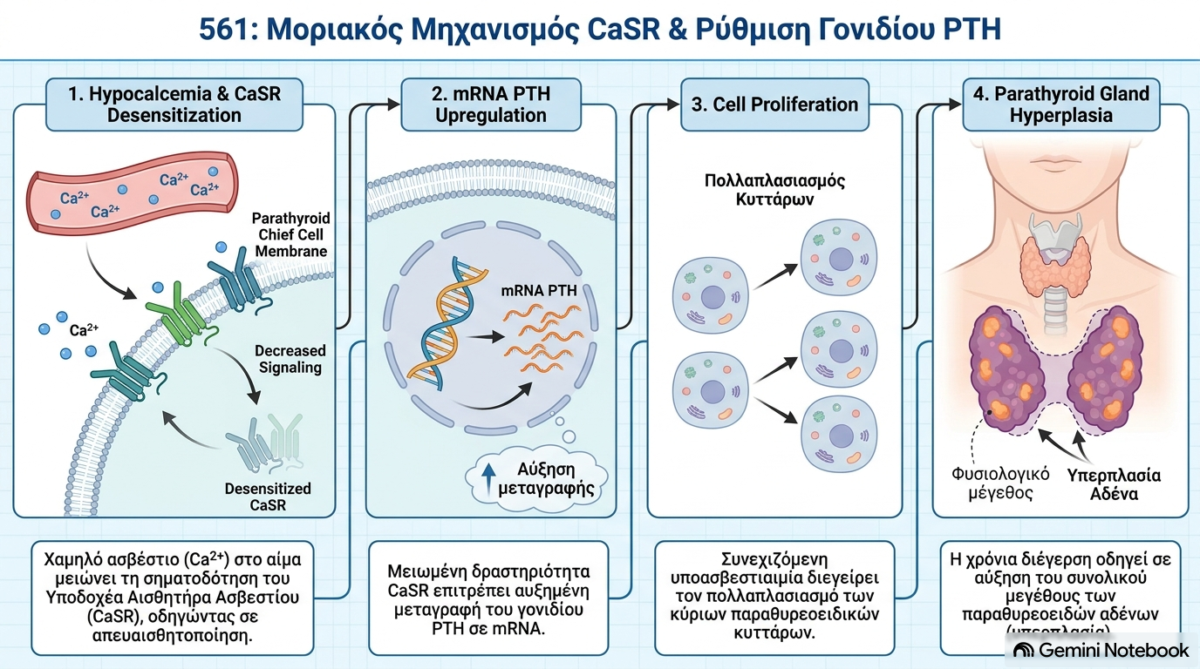 561: Μοριακός Μηχανισμός CaSR & Ρύθμιση Γονιδίου PTH
1. Hypocalcemia & CaSR
Desensitization
Ca²⁺
Ca²⁺
Ca²⁺
Ca²⁺
Parathyroid
Chief Cell
Membrane
Ca²⁺
Decreased
Signaling
Desensitized
CaSR
Χαμηλό ασβέστιο (Ca²⁺) στο αίμα
μειώνει τη σηματοδότηση του
Υποδοχέα Αισθητήρα Ασβεστίου
(CaSR), οδηγώντας σε
απευαισθητοποίηση.
2. mRNA PTH
Upregulation
mRNA PTH
Αύξηση
μεταγραφής
Μειωμένη δραστηριότητα
CaSR επιτρέπει αυξημένη
μεταγραφή του γονιδίου
PTH σε mRNA.
3. Cell Proliferation
Πολλαπλασιασμός
Κυττάρων
Συνεχιζόμενη
υποασβεστιαιμία διεγείρει
τον πολλαπλασιασμό των
κύριων παραθυρεοειδικών
κυττάρων.
4. Parathyroid Gland
Hyperplasia
Φυσιολογικό
μέγεθος
Υπερπλασία
Αδένα
Η χρόνια διέγερση οδηγεί σε
αύξηση του συνολικού
μεγέθους των
παραθυρεοειδών αδένων
(υπερπλασία).
Gemini Notebook